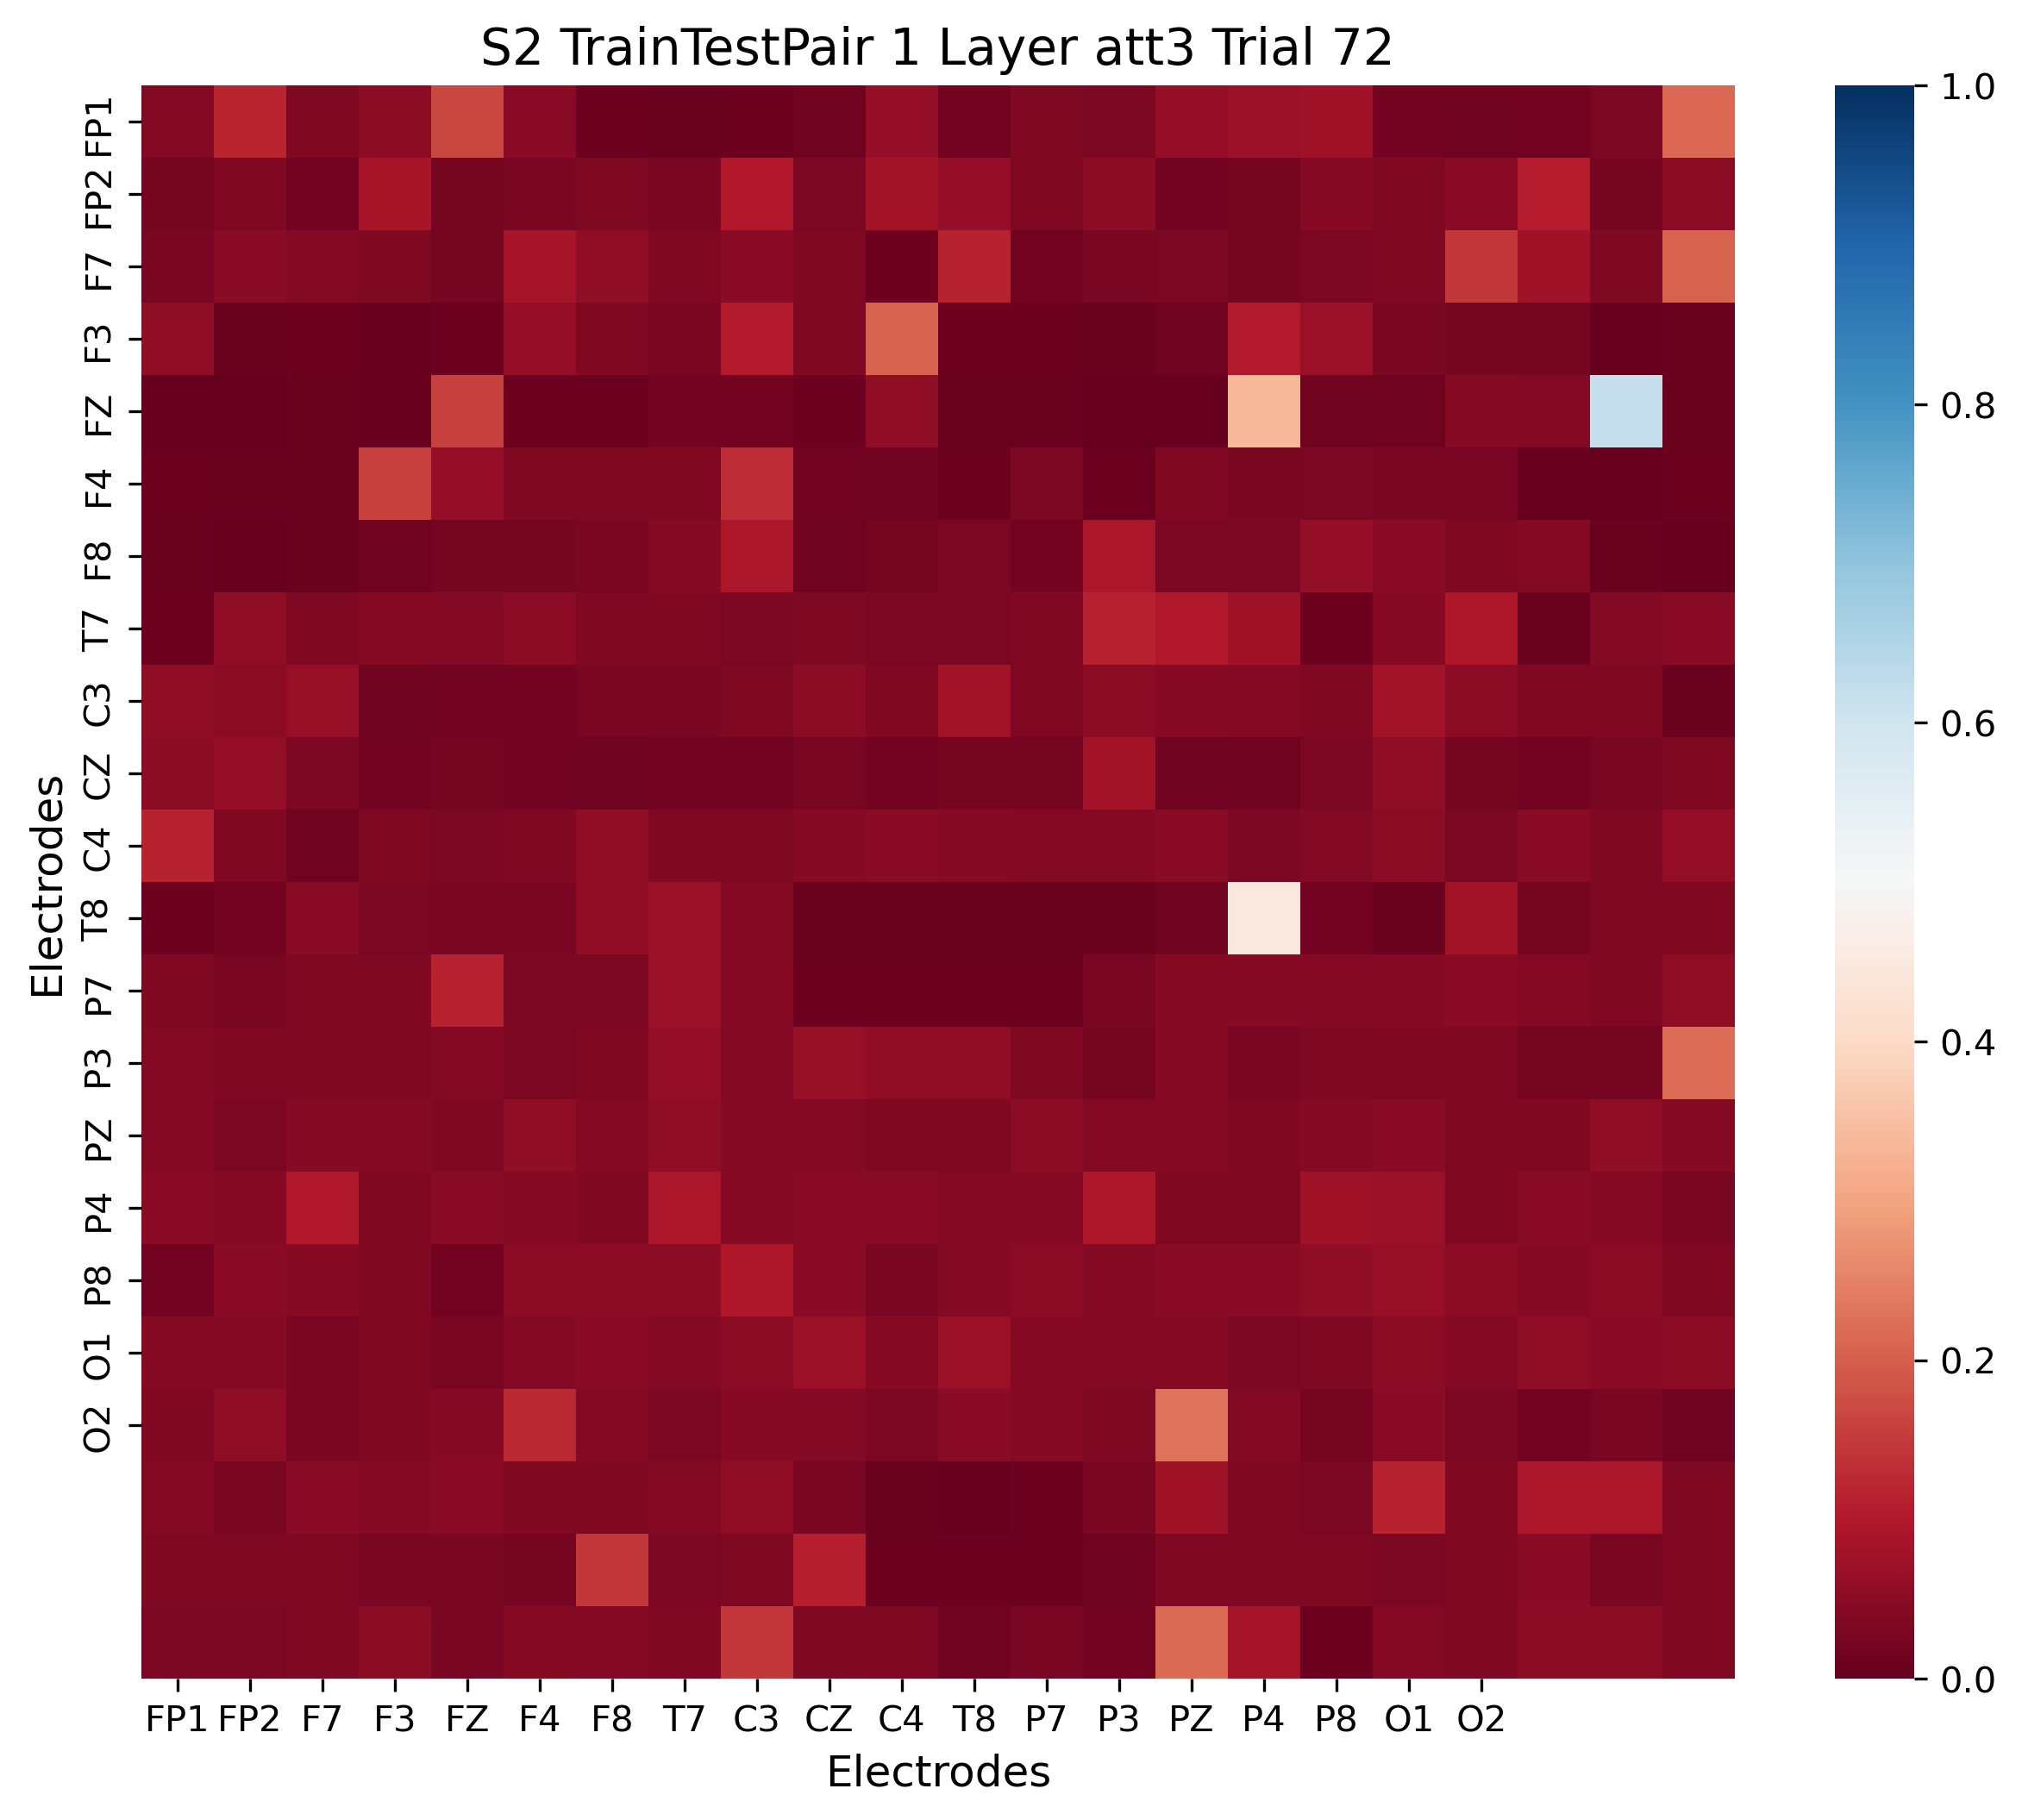 S2 TrainTestPair 1 Layer att3 Trial 72
Electrodes
FP1
FP2
F7
F3
FZ
F4
F8
T7
C3
CZ
C4
T8
P7
P3
PZ
P4
P8
O1
O2
FP1 FP2 F7 F3 FZ F4 F8 T7 C3 CZ C4 T8 P7 P3 PZ P4 P8 O1 O2
Electrodes
1.0
0.8
0.6
0.4
0.2
0.0